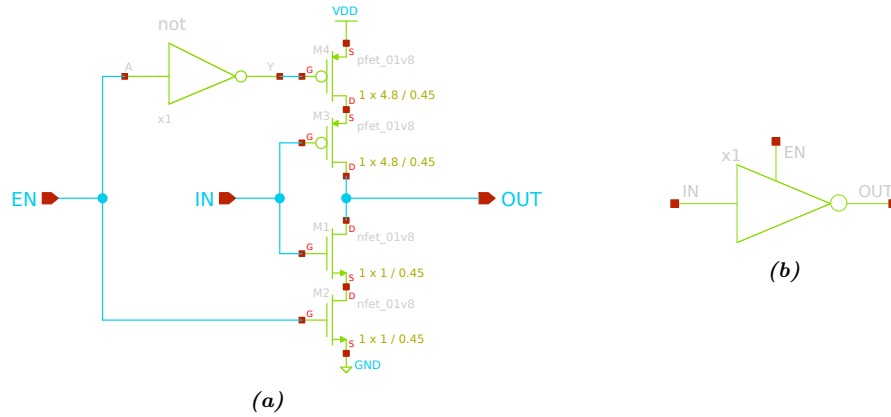 not
VDD
M4
S
pfet_01v8
A
Y
G
1 x 4.8 / 0.45
D
x1
M3
S
pfet_01v8
G
1 x 4.8 / 0.45
D
EN
IN
OUT
M1
D
nfet_01v8
G
1 x 1 / 0.45
S
M2
D
nfet_01v8
G
1 x 1 / 0.45
S
GND
(a)
x1
EN
IN
OUT
(b)